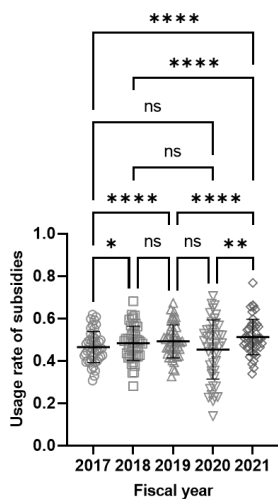 ****
****
ns
ns
**** ****
* ns ns **
1.0
0.8
0.6
0.4
0.2
0.0
Usage rate of subsidies
2017 2018 2019 2020 2021
Fiscal year